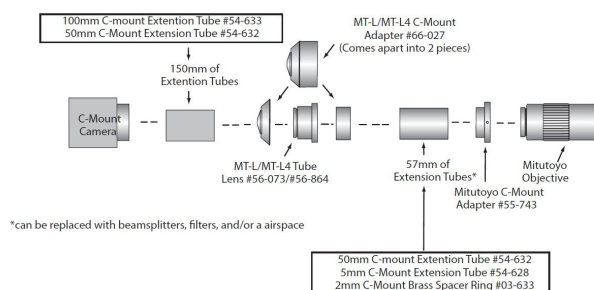 100mm C-mount Extention Tube #54-633
50mm C-Mount Extension Tube #54-632
MT-L/MT-L4 C-Mount
Adapter #66-027
(Comes apart into 2 pieces)
150mm of
Extention Tubes
C-Mount
Camera
MT-L/MT-L4 Tube
Lens #56-073/#56-864
57mm of
Extension Tubes*
Mitutoyo
Objective
Mitutoyo C-Mount
Adapter #55-743
*can be replaced with beamsplitters, filters, and/or a airspace
50mm C-mount Extention Tube #54-632
5mm C-Mount Extension Tube #54-628
2mm C-Mount Brass Spacer Ring #03-633